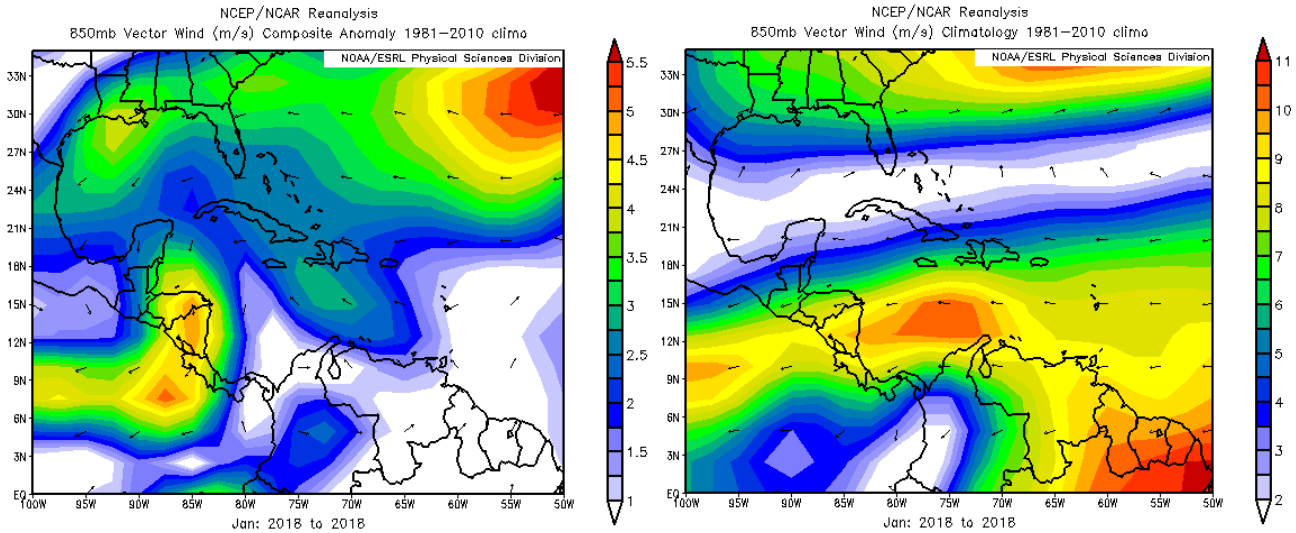 NCEP/NCAR Reanalysis
850mb Vector Wind (m/s) Composite Anomaly 1981-2010 clima
NOAA/ESRL Physical Sciences Division
33N
30N
27N
24N
21N
18N
15N
12N
9N
6N
3N
EQ
100W 95W 90W 85W 80W 75W 70W 65W 60W 55W 50W
Jan: 2018 to 2018
5.5
5
4.5
4
3.5
3
2.5
2
1.5
1
NCEP/NCAR Reanalysis
850mb Vector Wind (m/s) Climatology 1981-2010 clima
NOAA/ESRL Physical Sciences Division
33N
30N
27N
24N
21N
18N
15N
12N
9N
6N
3N
EQ
100W 95W 90W 85W 80W 75W 70W 65W 60W 55W 50W
Jan: 2018 to 2018
11
10
9
8
7
6
5
4
3
2